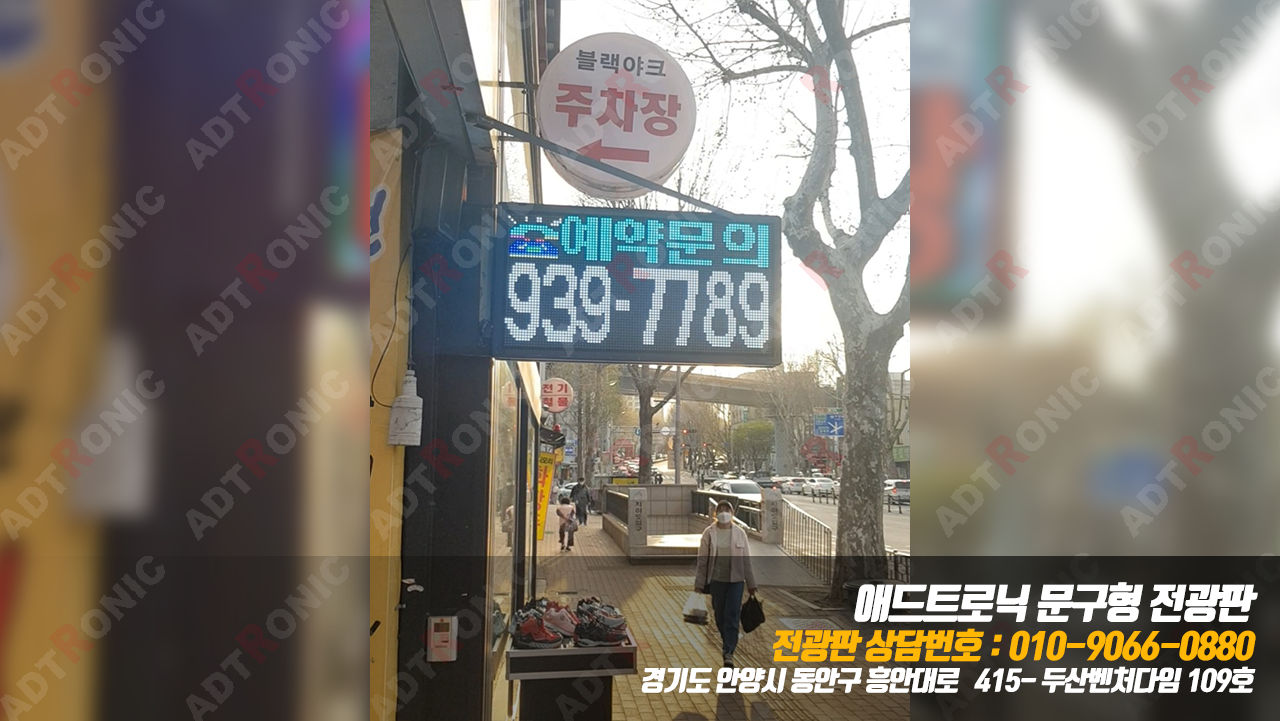 블랙야크
주차장
예약문의
939-7789
전기
애드트로닉 문구형 전광판
전광판 상담번호 : 010-9066-0880
경기도 안양시 동안구 흥안대로 415- 두산벤처다임 109호
ADTRONIC